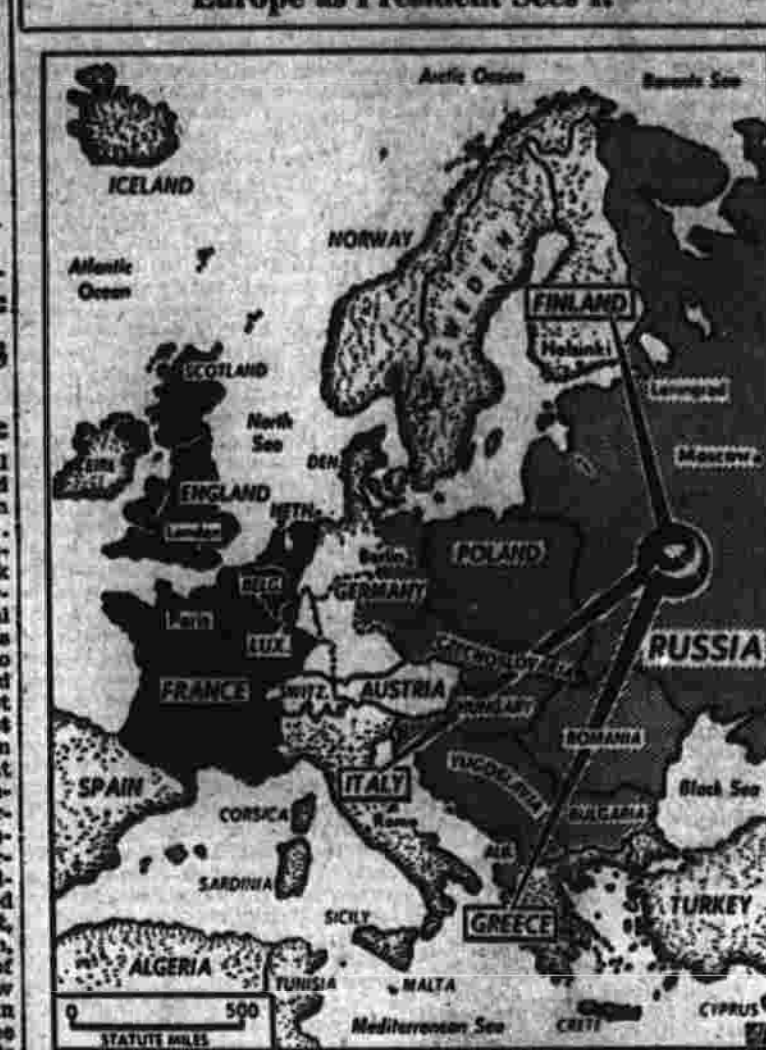 Europe as President Sees It
Arctic Ocean
Barents Sea
ICELAND
NORWAY
SWEDEN
Atlantic
Ocean
FINLAND
Helsinki
SCOTLAND
Leningrad
North
Sea
EIRE
DEN.
Moscow
ENGLAND
NETH.
London
Berlin
POLAND
BELG.
GERMANY
Paris
LUX.
CZECHOSLOVAKIA
RUSSIA
FRANCE
SWITZ.
AUSTRIA
HUNGARY
ROMANIA
YUGOSLAVIA
SPAIN
ITALY
Black Sea
CORSICA
Rome
BULGARIA
ALB.
SARDINIA
TURKEY
SICILY
GREECE
ALGERIA
TUNISIA
MALTA
0 500
STATUTE MILES
Mediterranean Sea
CRETE
CYPRUS